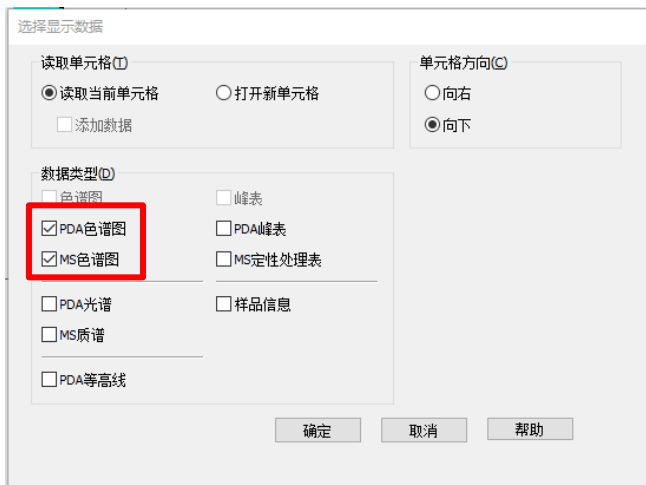 选择显示数据
读取单元格(T)
读取当前单元格 打开新单元格
添加数据
单元格方向(C)
向右
向下
数据类型(D)
色谱图 峰表
PDA色谱图 PDA峰表
MS色谱图 MS定性处理表
PDA光谱 样品信息
MS质谱
PDA等高线
确定 取消 帮助